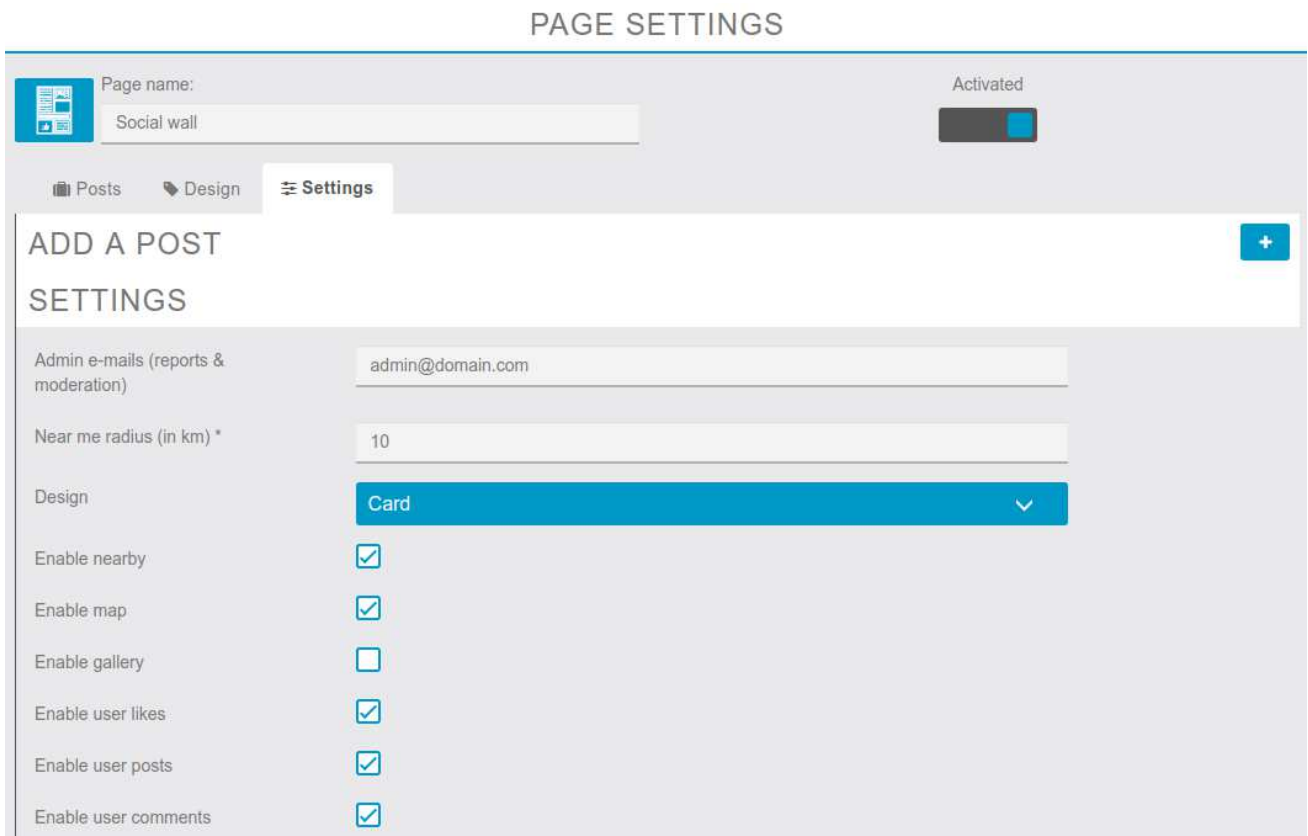 PAGE SETTINGS
Page name:
Activated
Social wall
Posts
Design
Settings
ADD A POST
SETTINGS
Admin e-mails (reports &
moderation)
admin@domain.com
Near me radius (in km) *
10
Design
Card
Enable nearby
Enable map
Enable gallery
Enable user likes
Enable user posts
Enable user comments